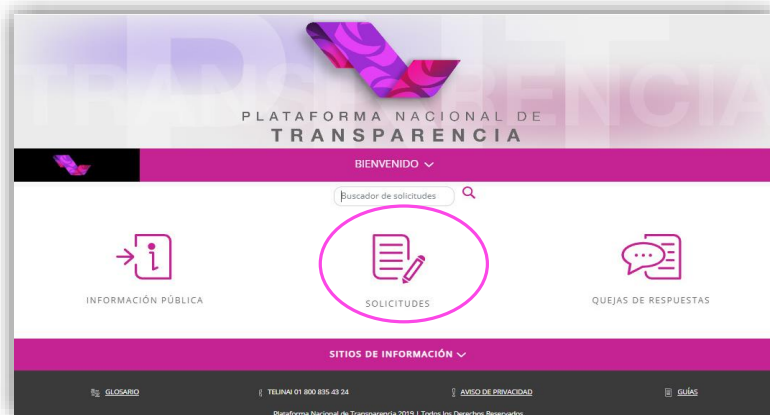 PLATAFORMA NACIONAL DE
TRANSPARENCIA
BIENVENIDO
Buscador de solicitudes
INFORMACIÓN PÚBLICA
SOLICITUDES
QUEJAS DE RESPUESTAS
SITIOS DE INFORMACIÓN
GLOSARIO
TELINAI 01 800 835 43 24
AVISO DE PRIVACIDAD
GUÍAS
Plataforma Nacional de Transparencia 2019 | Todos los Derechos Reservados